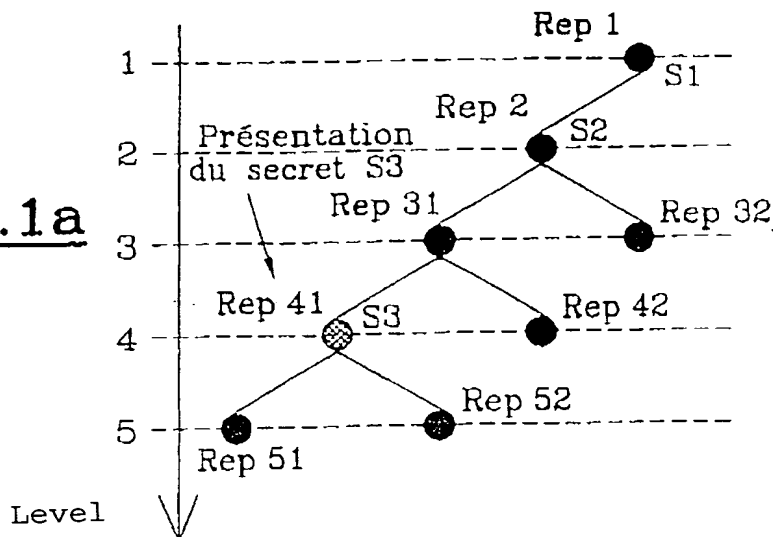 Rep 1
1
S1
Rep 2
S2
Présentation
du secret S3
2
.1a
Rep 31
Rep 32
3
Rep 41
S3
Rep 42
4
Rep 52
5
Rep 51
Level